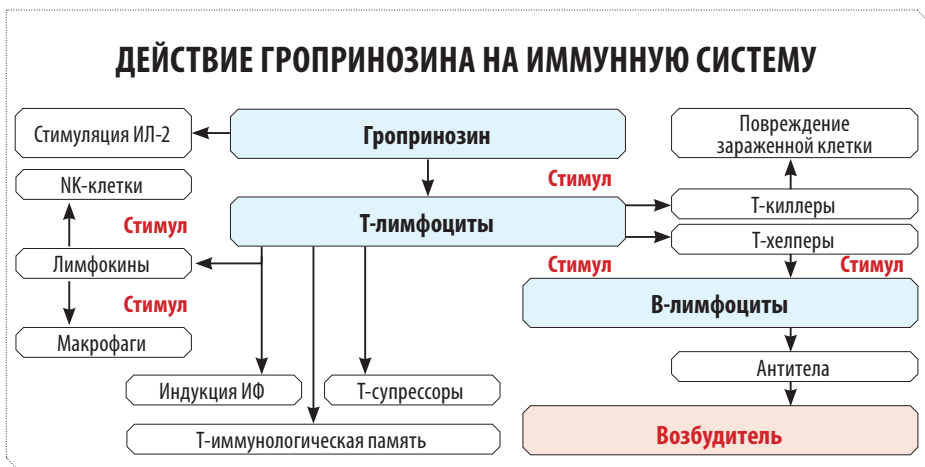 ДЕЙСТВИЕ ГРОПРИНОЗИНА НА ИММУННУЮ СИСТЕМУ
Стимуляция ИЛ-2
Гропринозин
Повреждение
зараженной клетки
NK-клетки
Стимул
Т-киллеры
Стимул
Т-лимфоциты
Т-хелперы
Лимфокины
Стимул
Стимул
Стимул
В-лимфоциты
Макрофаги
Антитела
Индукция ИФ
Т-супрессоры
Т-иммунологическая память
Возбудитель